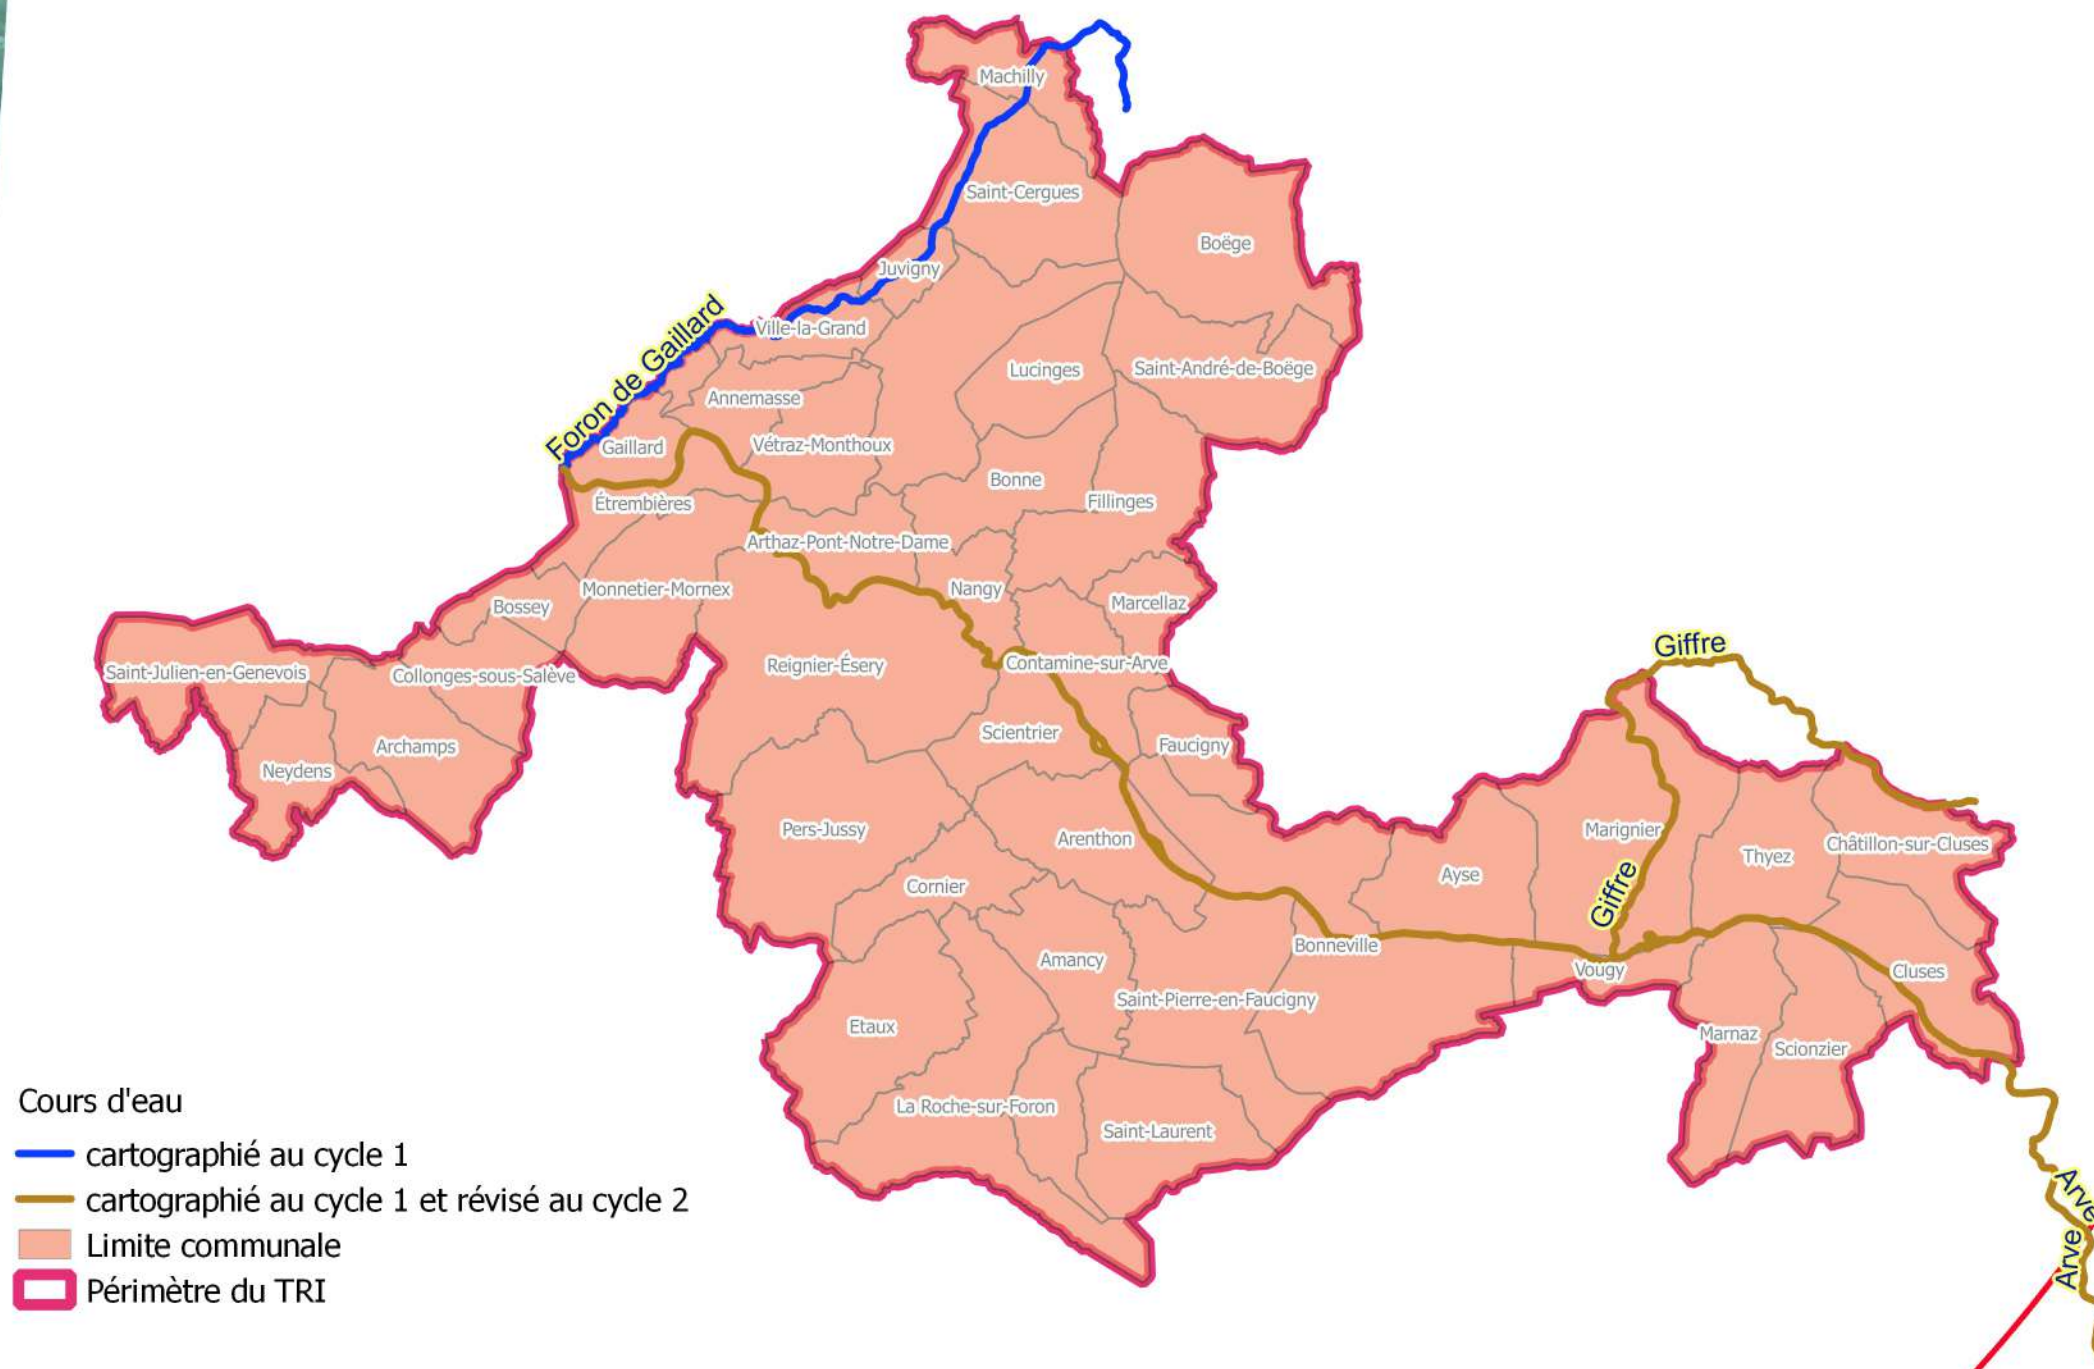 Machilly
Saint-Cergues
Boëge
Juvigny
Foron de Gaillard
Ville-la-Grand
Lucinges
Saint-André-de-Boëge
Annemasse
Gaillard
Vétraz-Monthoux
Bonne
Fillinges
Étrembières
Arthaz-Pont-Notre-Dame
Monnetier-Mornex
Nangy
Marcellaz
Bossey
Saint-Julien-en-Genevois
Collonges-sous-Salève
Reignier-Ésery
Contamine-sur-Arve
Giffre
Archamps
Neydens
Scientrier
Faucigny
Pers-Jussy
Arenthon
Marignier
Thyez
Châtillon-sur-Cluses
Cornier
Ayse
Giffre
Amancy
Bonneville
Vougy
Cluses
Saint-Pierre-en-Faucigny
Etaux
Marnaz
Scionzier
La Roche-sur-Foron
Saint-Laurent
Arve
Arve
Cours d'eau
cartographié au cycle 1
cartographié au cycle 1 et révisé au cycle 2
Limite communale
Périmètre du TRI